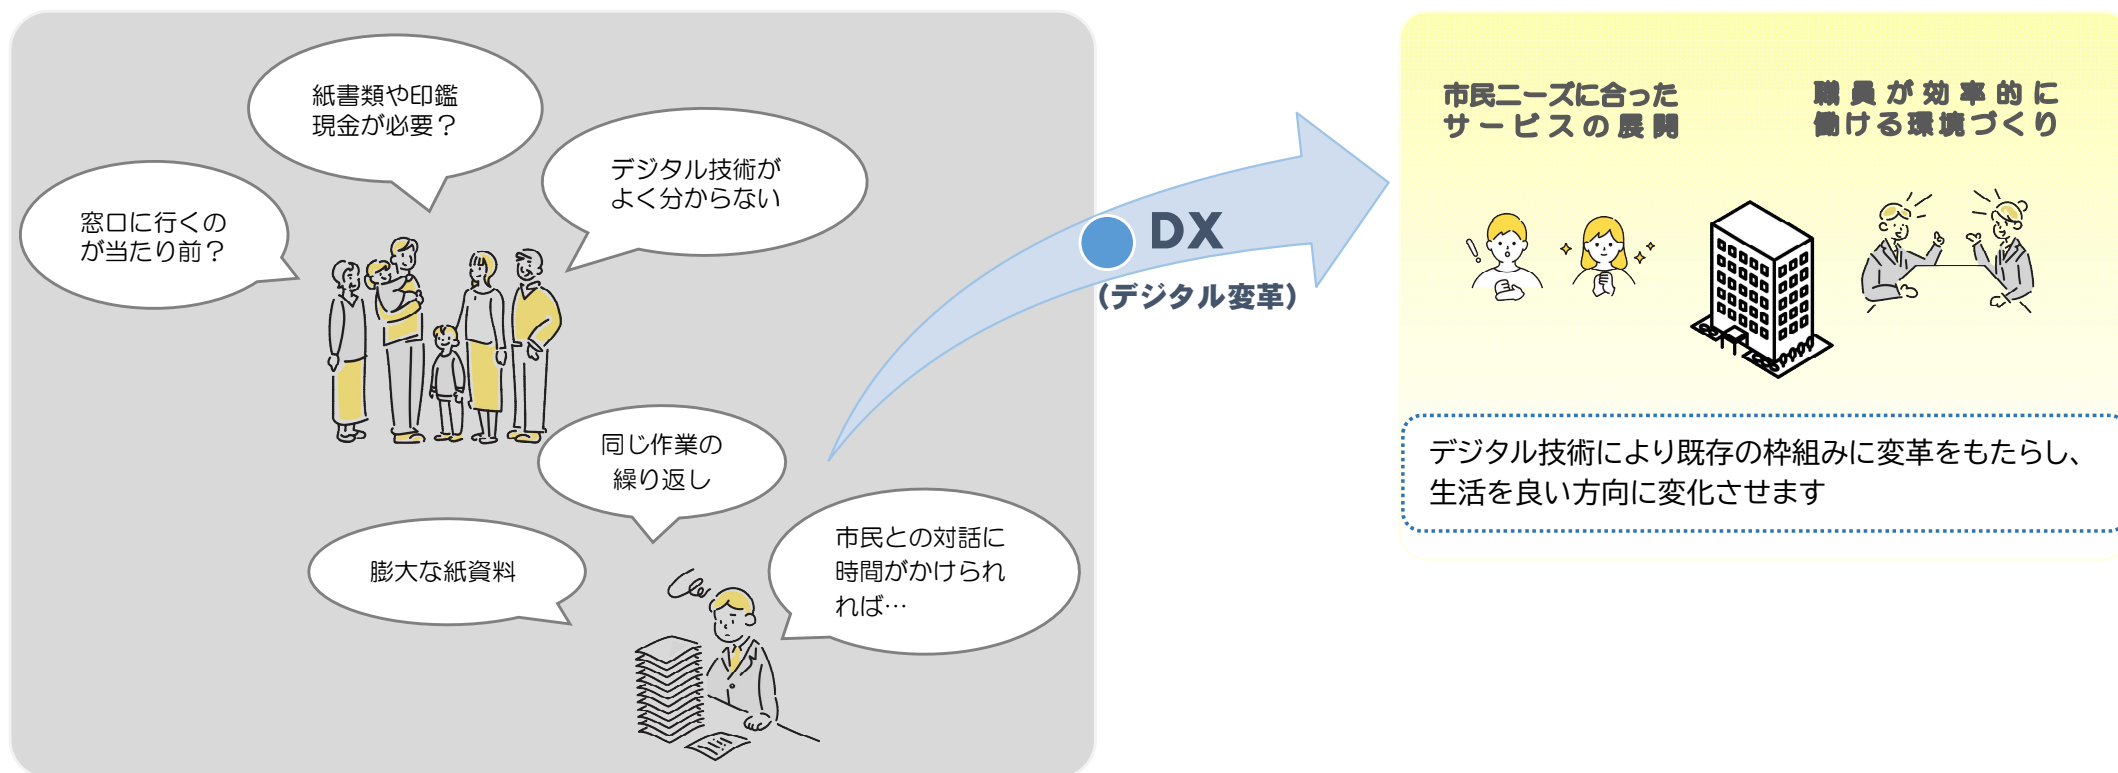 紙書類や印鑑
現金が必要？
デジタル技術が
よく分からない
窓口に行くの
が当たり前？
同じ作業の
繰り返し
膨大な紙資料
市民との対話に
時間がかけられ
れば…
DX
（デジタル変革）
市民ニーズに合った
サービスの展開
職員が効率的に
働ける環境づくり
デジタル技術により既存の枠組みに変革をもたらし、
生活を良い方向に変化させます